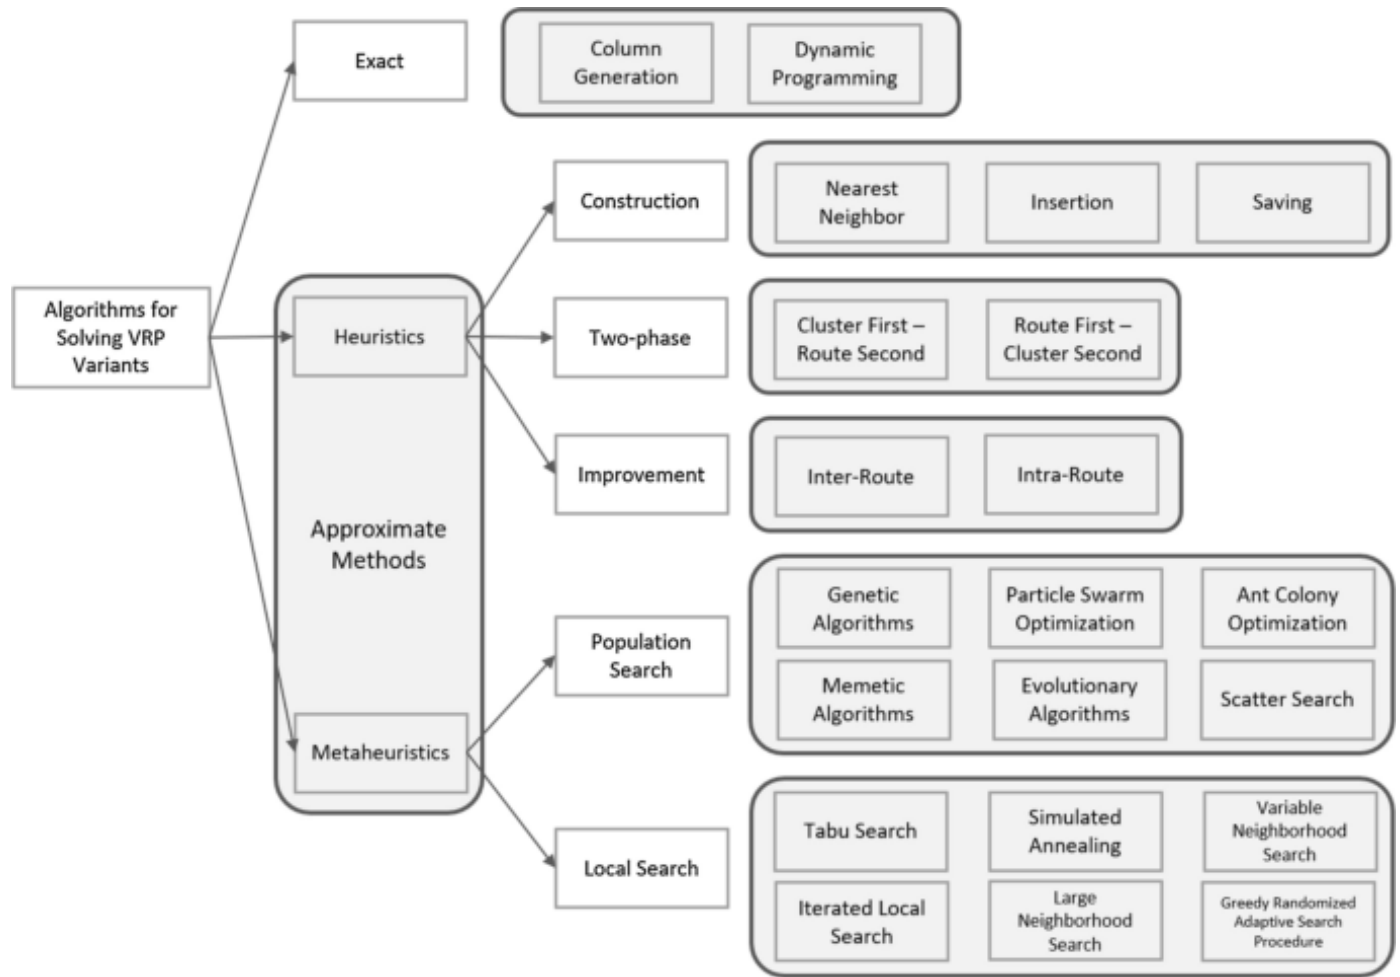 Exact
Column
Generation
Dynamic
Programming
Construction
Nearest
Neighbor
Insertion
Saving
Algorithms for
Solving VRP
Variants
Heuristics
Two-phase
Cluster First –
Route Second
Route First –
Cluster Second
Improvement
Inter-Route
Intra-Route
Approximate
Methods
Population
Search
Genetic
Algorithms
Particle Swarm
Optimization
Ant Colony
Optimization
Memetic
Algorithms
Evolutionary
Algorithms
Scatter Search
Metaheuristics
Local Search
Tabu Search
Simulated
Annealing
Variable
Neighborhood
Search
Iterated Local
Search
Large
Neighborhood
Search
Greedy Randomized
Adaptive Search
Procedure